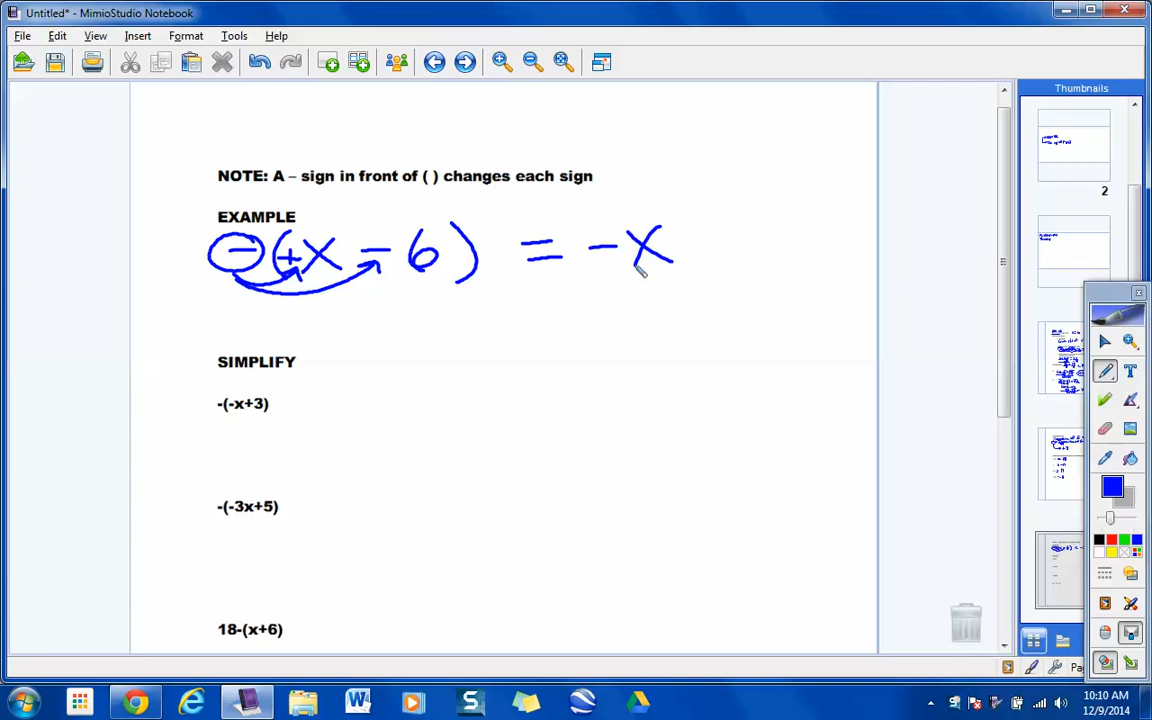 Untitled* - MimioStudio Notebook
File Edit View Insert Format Tools Help
Thumbnails
2
NOTE: A – sign in front of ( ) changes each sign
EXAMPLE
-(+x - 6) = -x
SIMPLIFY
-(-x+3)
-(-3x+5)
18-(x+6)
T
Pag
W
S
10:10 AM
12/9/2014